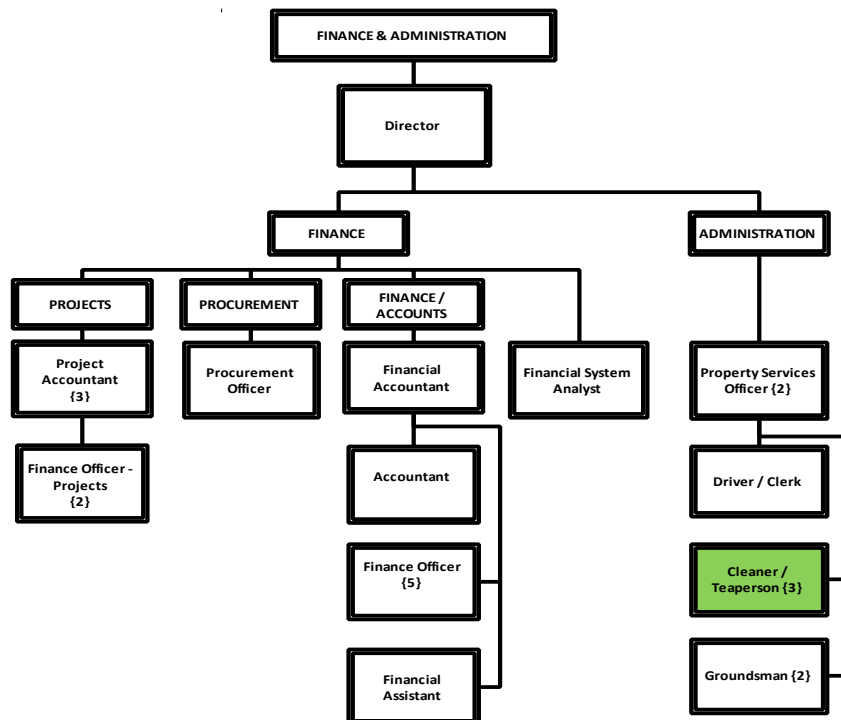 FINANCE & ADMINISTRATION
Director
FINANCE
ADMINISTRATION
PROJECTS
PROCUREMENT
FINANCE /
ACCOUNTS
Project
Accountant
{3}
Procurement
Officer
Financial
Accountant
Financial System
Analyst
Property Services
Officer {2}
Finance Officer -
Projects
{2}
Accountant
Driver / Clerk
Finance Officer
{5}
Cleaner /
Teaperson {3}
Financial
Assistant
Groundsman {2}